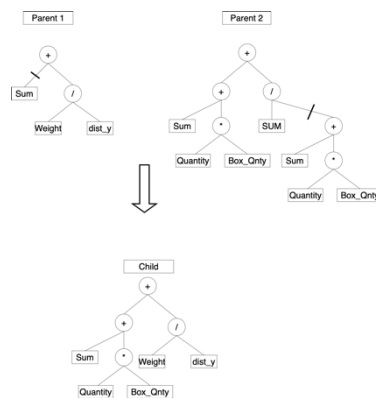 Parent 1
Parent 2
+
+
Sum
/
+
/
Weight
dist_y
Sum
*
SUM
+
Quantity
Box_Qnty
Sum
*
Quantity
Box_Qnty
Child
+
+
/
Sum
*
Weight
dist_y
Quantity
Box_Qnty